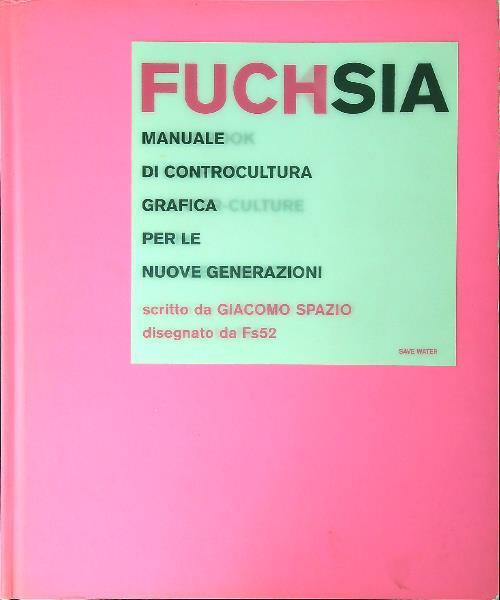 FUCHSIA
MANUALE
DI CONTROCULTURA
GRAFICA
PER LE
NUOVE GENERAZIONI
scritto da GIACOMO SPAZIO
disegnato da Fs52
SAVE WATER